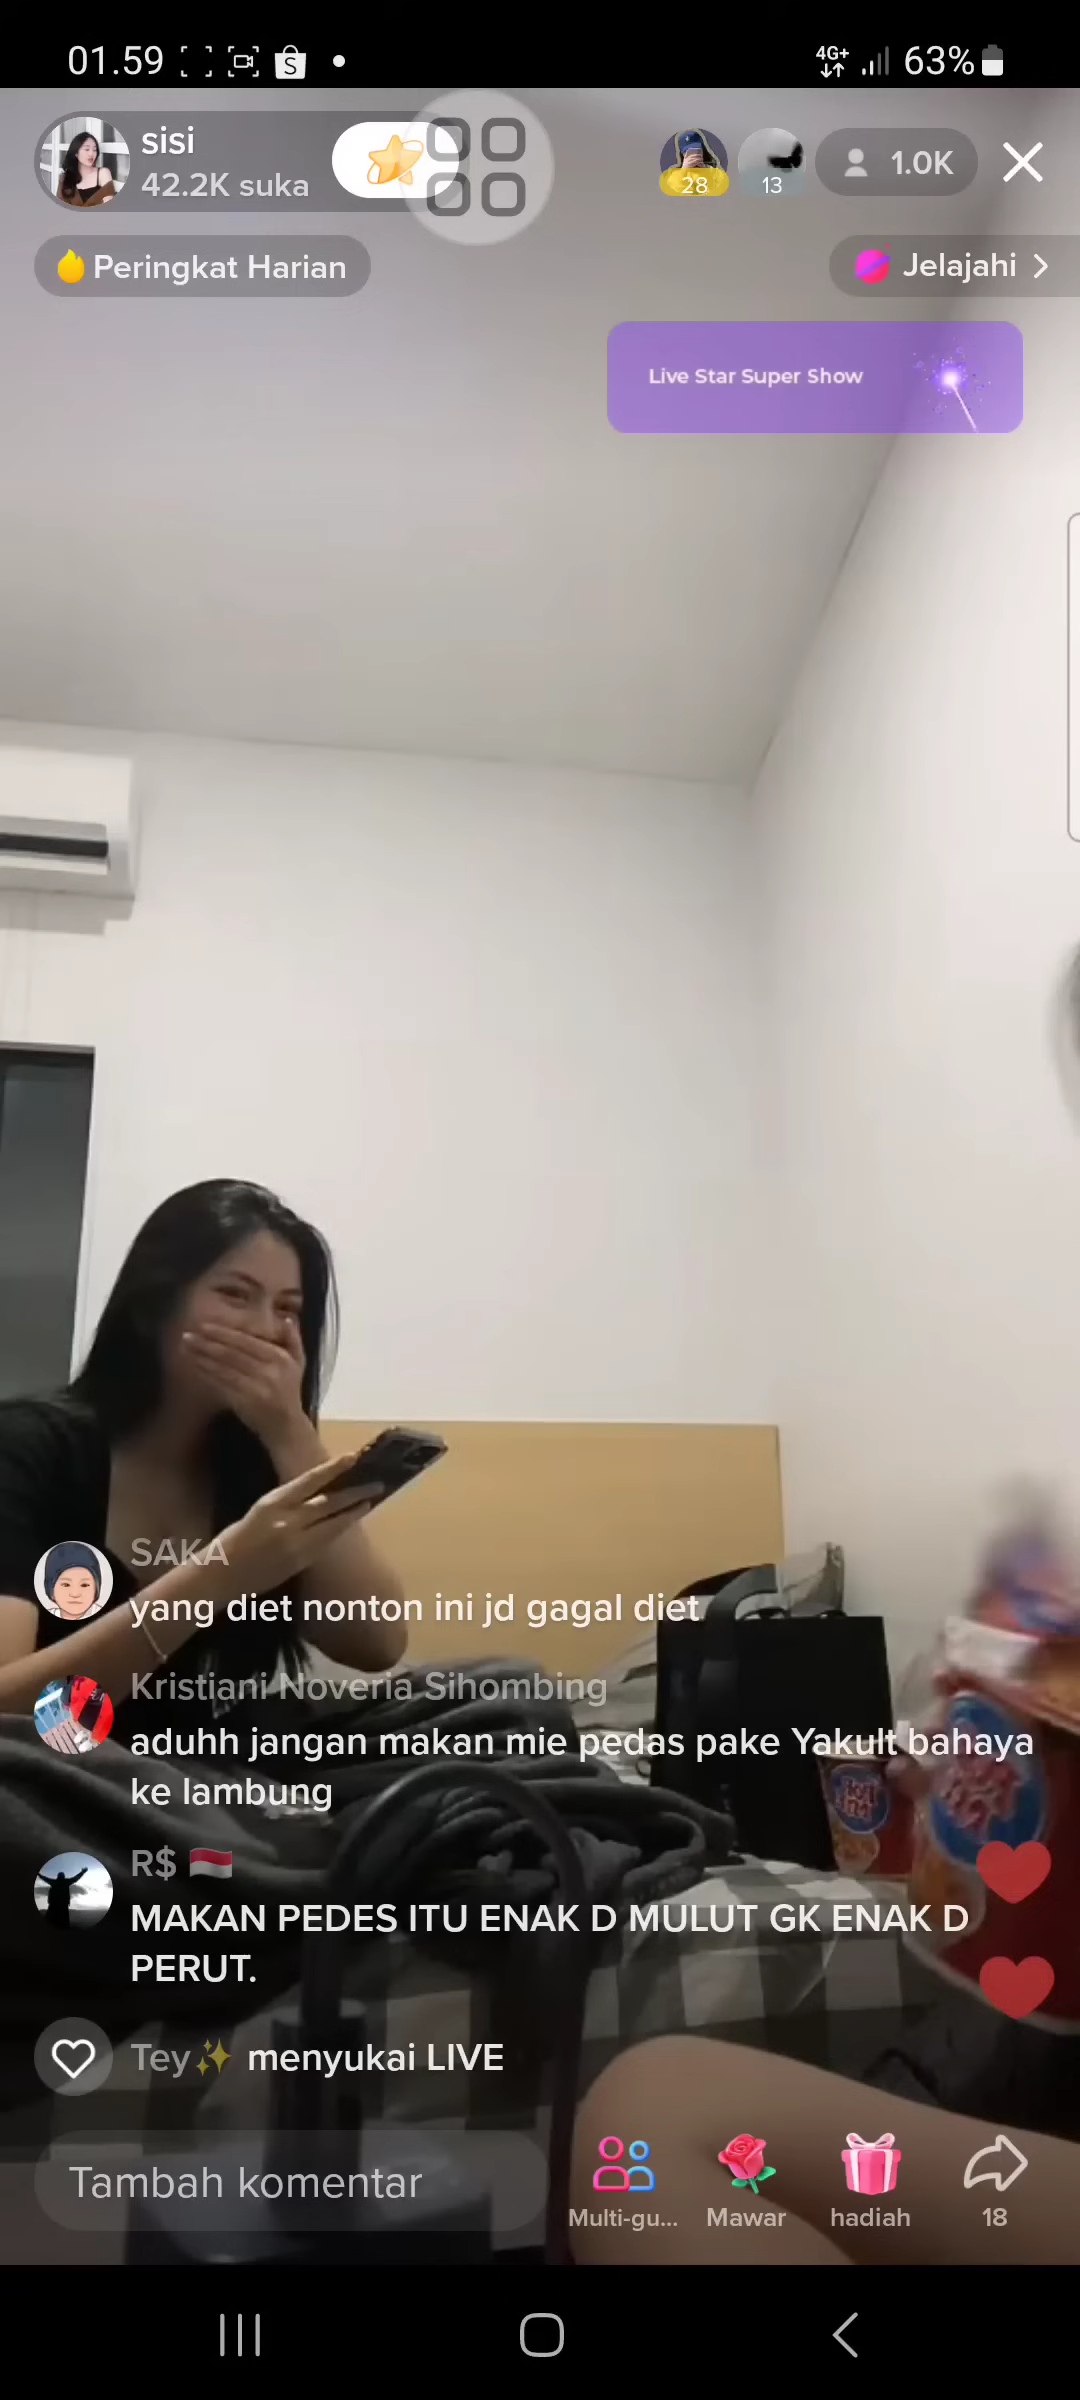 01.59
4G+
63%
sisi
42.2K suka
28
13
1.0K
Peringkat Harian
Jelajahi
Live Star Super Show
SAKA
yang diet nonton ini jd gagal diet
Kristiani Noveria Sihombing
aduhh jangan makan mie pedas pake Yakult bahaya
ke lambung
R$
MAKAN PEDES ITU ENAK D MULUT GK ENAK D
PERUT.
Tey menyukai LIVE
Tambah komentar
Multi-gu...
Mawar
hadiah
18